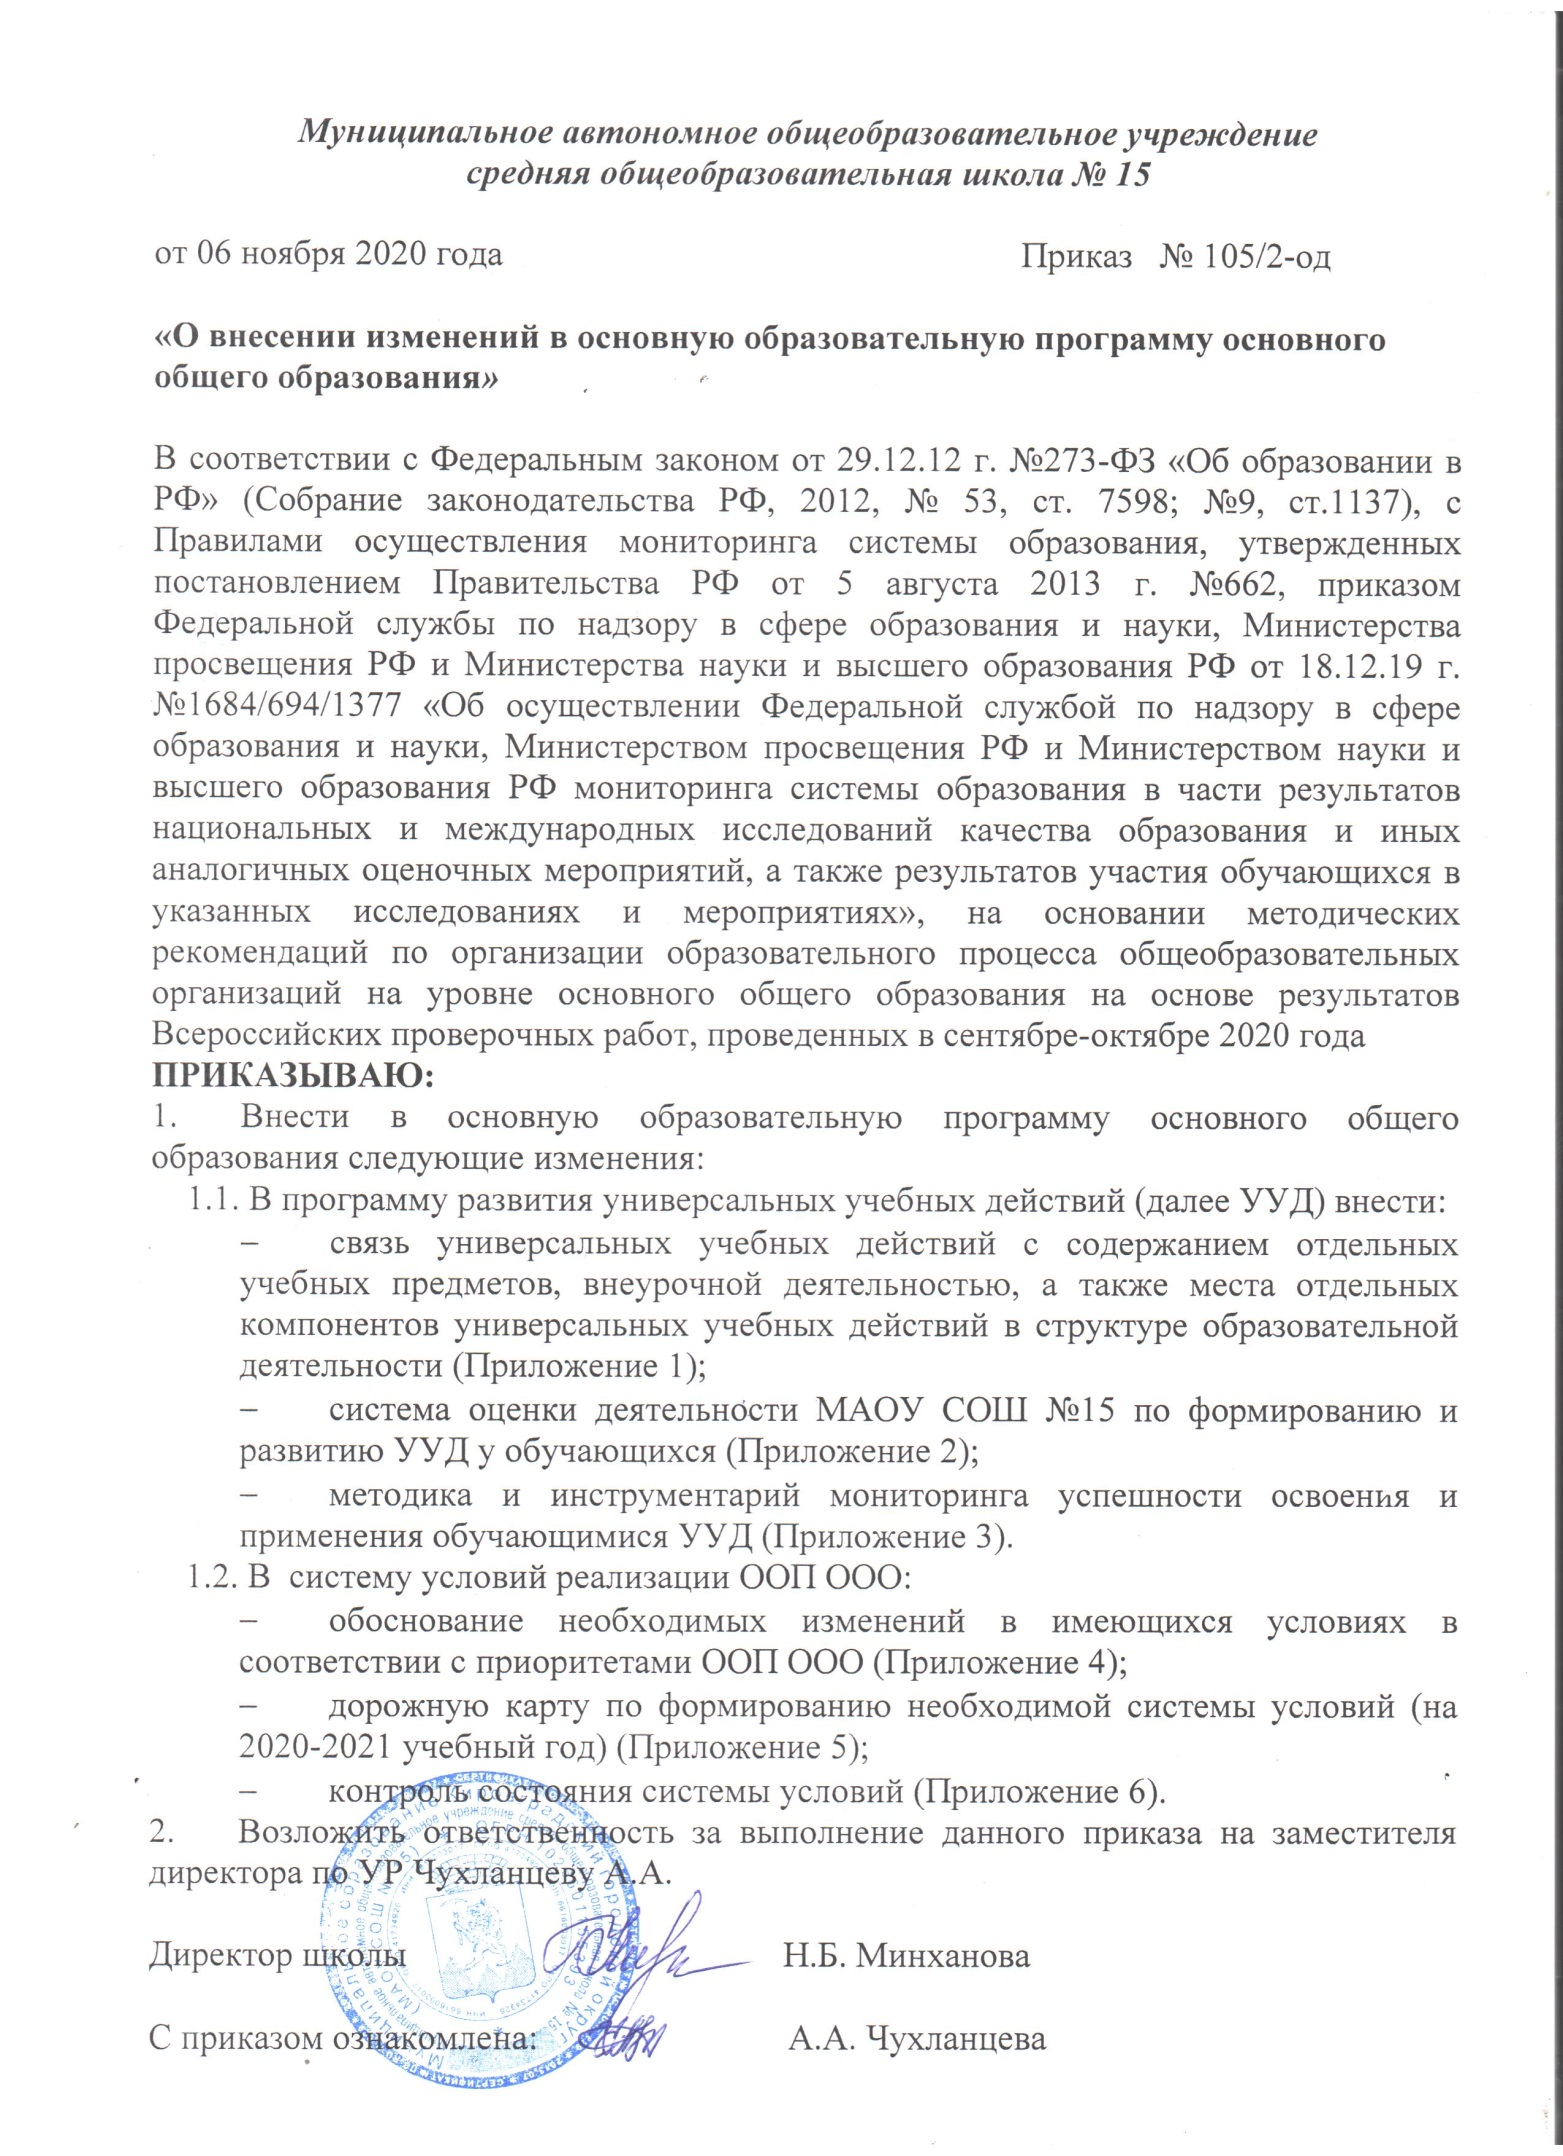 Муниципальное автономное общеобразовательное учреждение
средняя общеобразовательная школа № 15
от 06 ноября 2020 года Приказ № 105/2-од
«О внесении изменений в основную образовательную программу основного
общего образования»
В соответствии с Федеральным законом от 29.12.12 г. №273-ФЗ «Об образовании в
РФ» (Собрание законодательства РФ, 2012, № 53, ст. 7598; №9, ст.1137), с
Правилами осуществления мониторинга системы образования, утвержденных
постановлением Правительства РФ от 5 августа 2013 г. №662, приказом
Федеральной службы по надзору в сфере образования и науки, Министерства
просвещения РФ и Министерства науки и высшего образования РФ от 18.12.19 г.
№1684/694/1377 «Об осуществлении Федеральной службой по надзору в сфере
образования и науки, Министерством просвещения РФ и Министерством науки и
высшего образования РФ мониторинга системы образования в части результатов
национальных и международных исследований качества образования и иных
аналогичных оценочных мероприятий, а также результатов участия обучающихся в
указанных исследованиях и мероприятиях», на основании методических
рекомендаций по организации образовательного процесса общеобразовательных
организаций на уровне основного общего образования на основе результатов
Всероссийских проверочных работ, проведенных в сентябре-октябре 2020 года
ПРИКАЗЫВАЮ:
1. Внести в основную образовательную программу основного общего
образования следующие изменения:
1.1. В программу развития универсальных учебных действий (далее УУД) внести:
– связь универсальных учебных действий с содержанием отдельных
учебных предметов, внеурочной деятельностью, а также места отдельных
компонентов универсальных учебных действий в структуре образовательной
деятельности (Приложение 1);
– система оценки деятельности МАОУ СОШ №15 по формированию и
развитию УУД у обучающихся (Приложение 2);
– методика и инструментарий мониторинга успешности освоения и
применения обучающимися УУД (Приложение 3).
1.2. В систему условий реализации ООП ООО:
– обоснование необходимых изменений в имеющихся условиях в
соответствии с приоритетами ООП ООО (Приложение 4);
– дорожную карту по формированию необходимой системы условий (на
2020-2021 учебный год) (Приложение 5);
– контроль состояния системы условий (Приложение 6).
2. Возложить ответственность за выполнение данного приказа на заместителя
директора по УР Чухланцеву А.А.
Директор школы Н.Б. Минханова
С приказом ознакомлена: А.А. Чухланцева